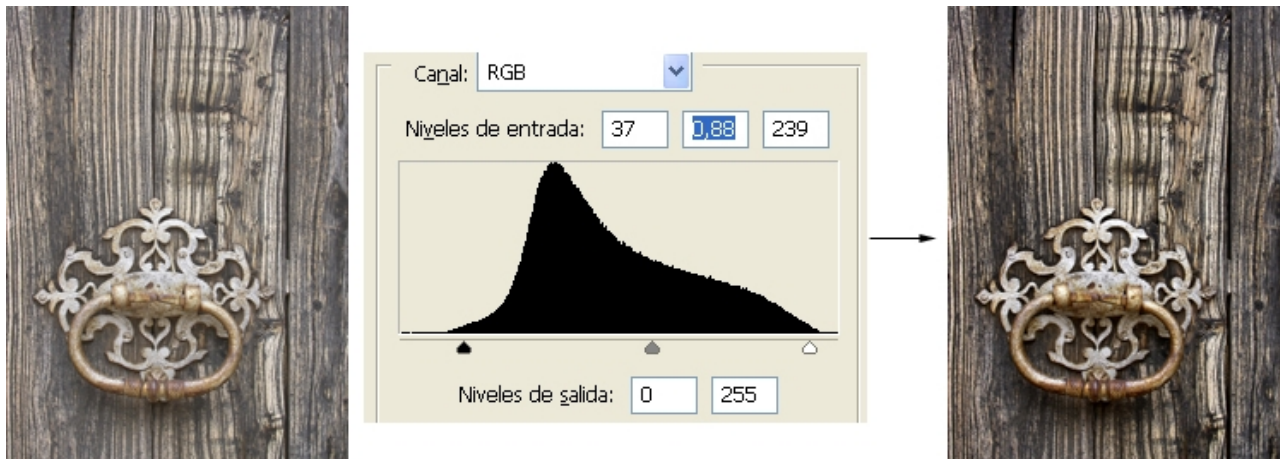 Canal: RGB
Niveles de entrada: 37 0,88 239
Niveles de salida: 0 255